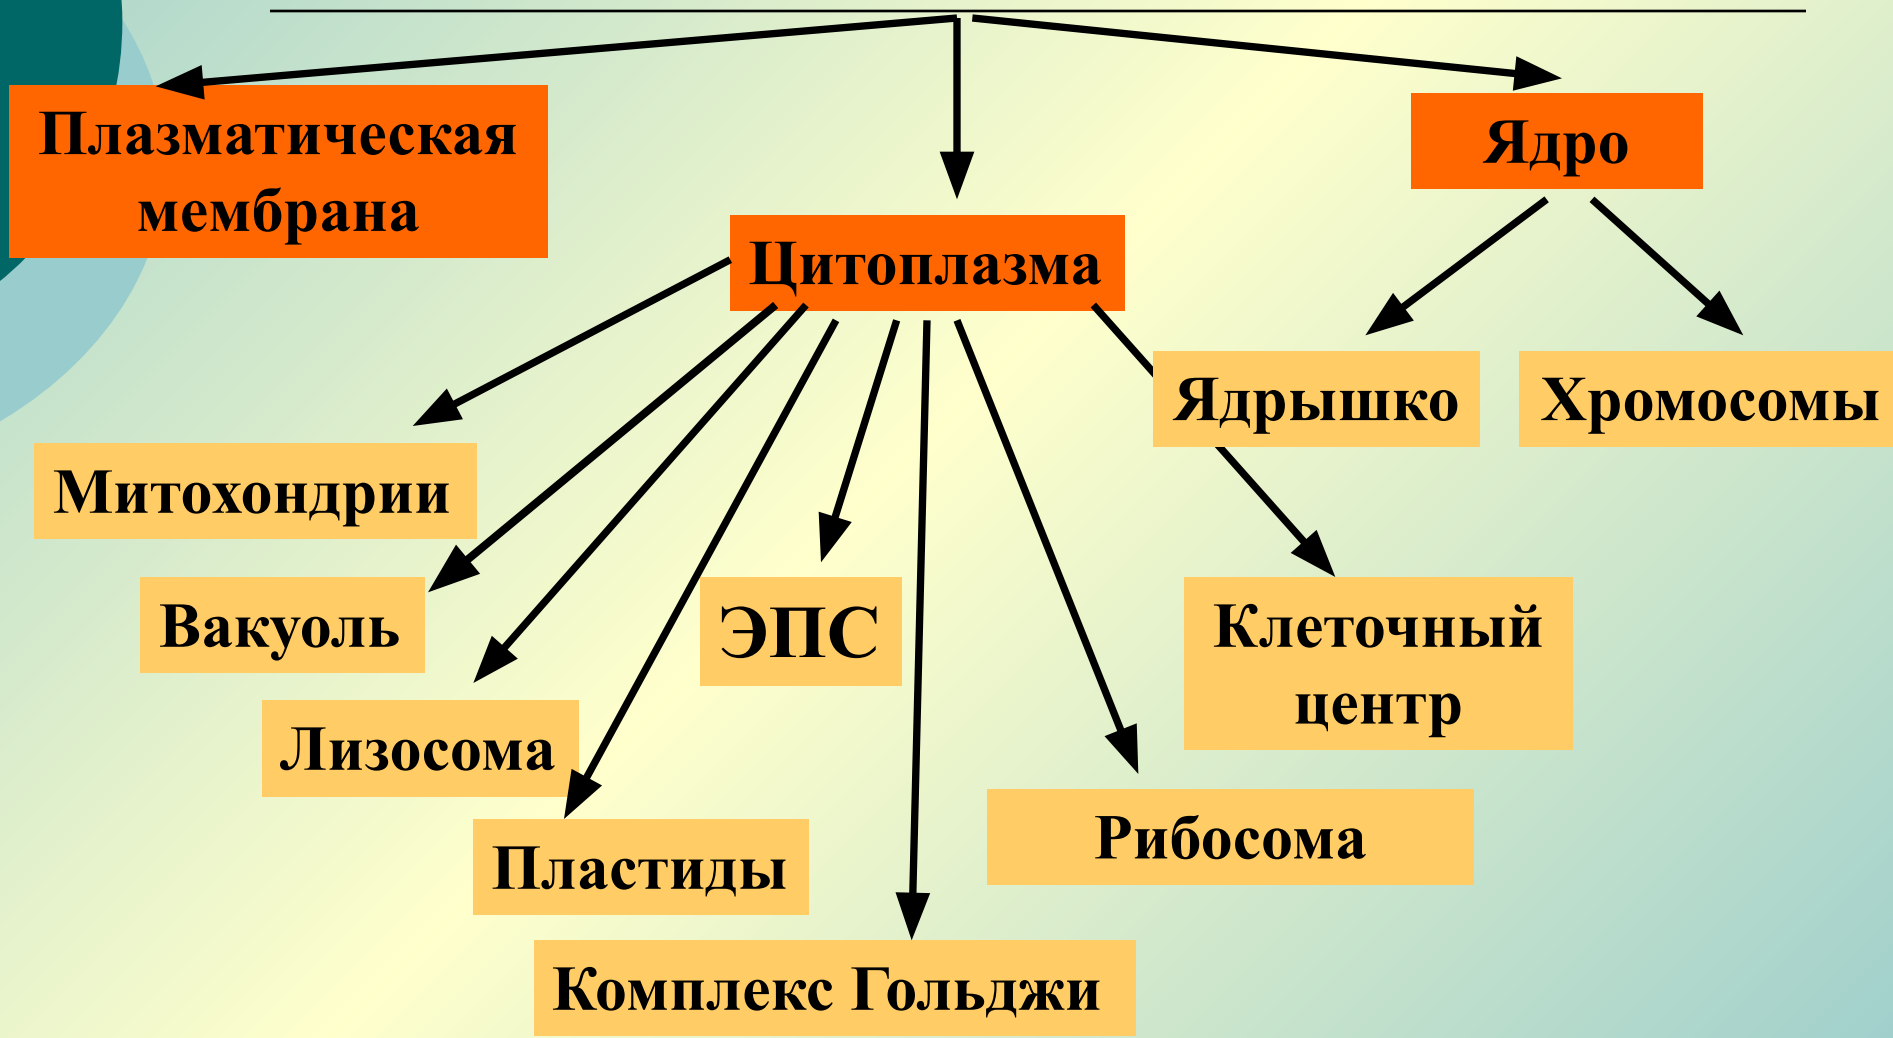 Плазматическая
мембрана
Ядро
Цитоплазма
Ядрышко
Хромосомы
Митохондрии
Вакуоль
ЭПС
Клеточный
центр
Лизосома
Рибосома
Пластиды
Комплекс Гольджи